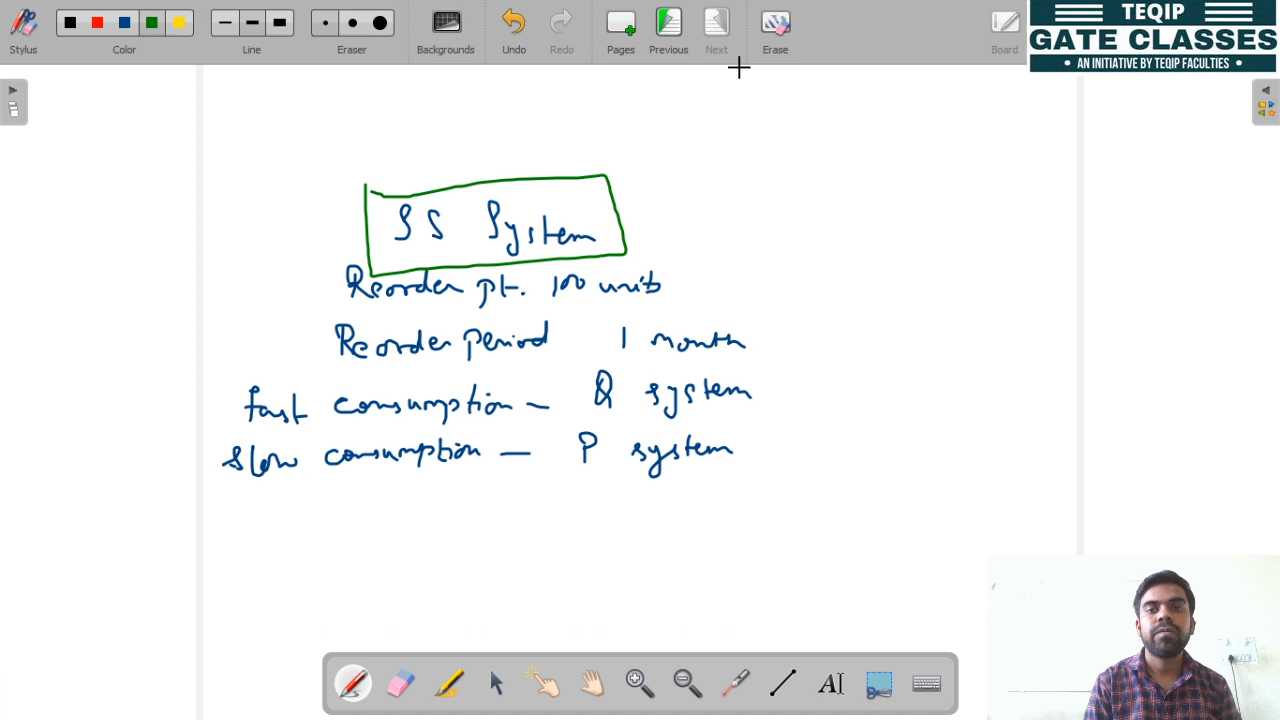 Stylus
Color
Line
Eraser
Backgrounds
Undo
Redo
Pages
Previous
Next
Erase
Board
TEQIP
GATE CLASSES
• AN INITIATIVE BY TEQIP FACULTIES •
SS System
Reorder pt. 100 units
Reorder period 1 month
fast consumption - Q system
slow consumption - P system